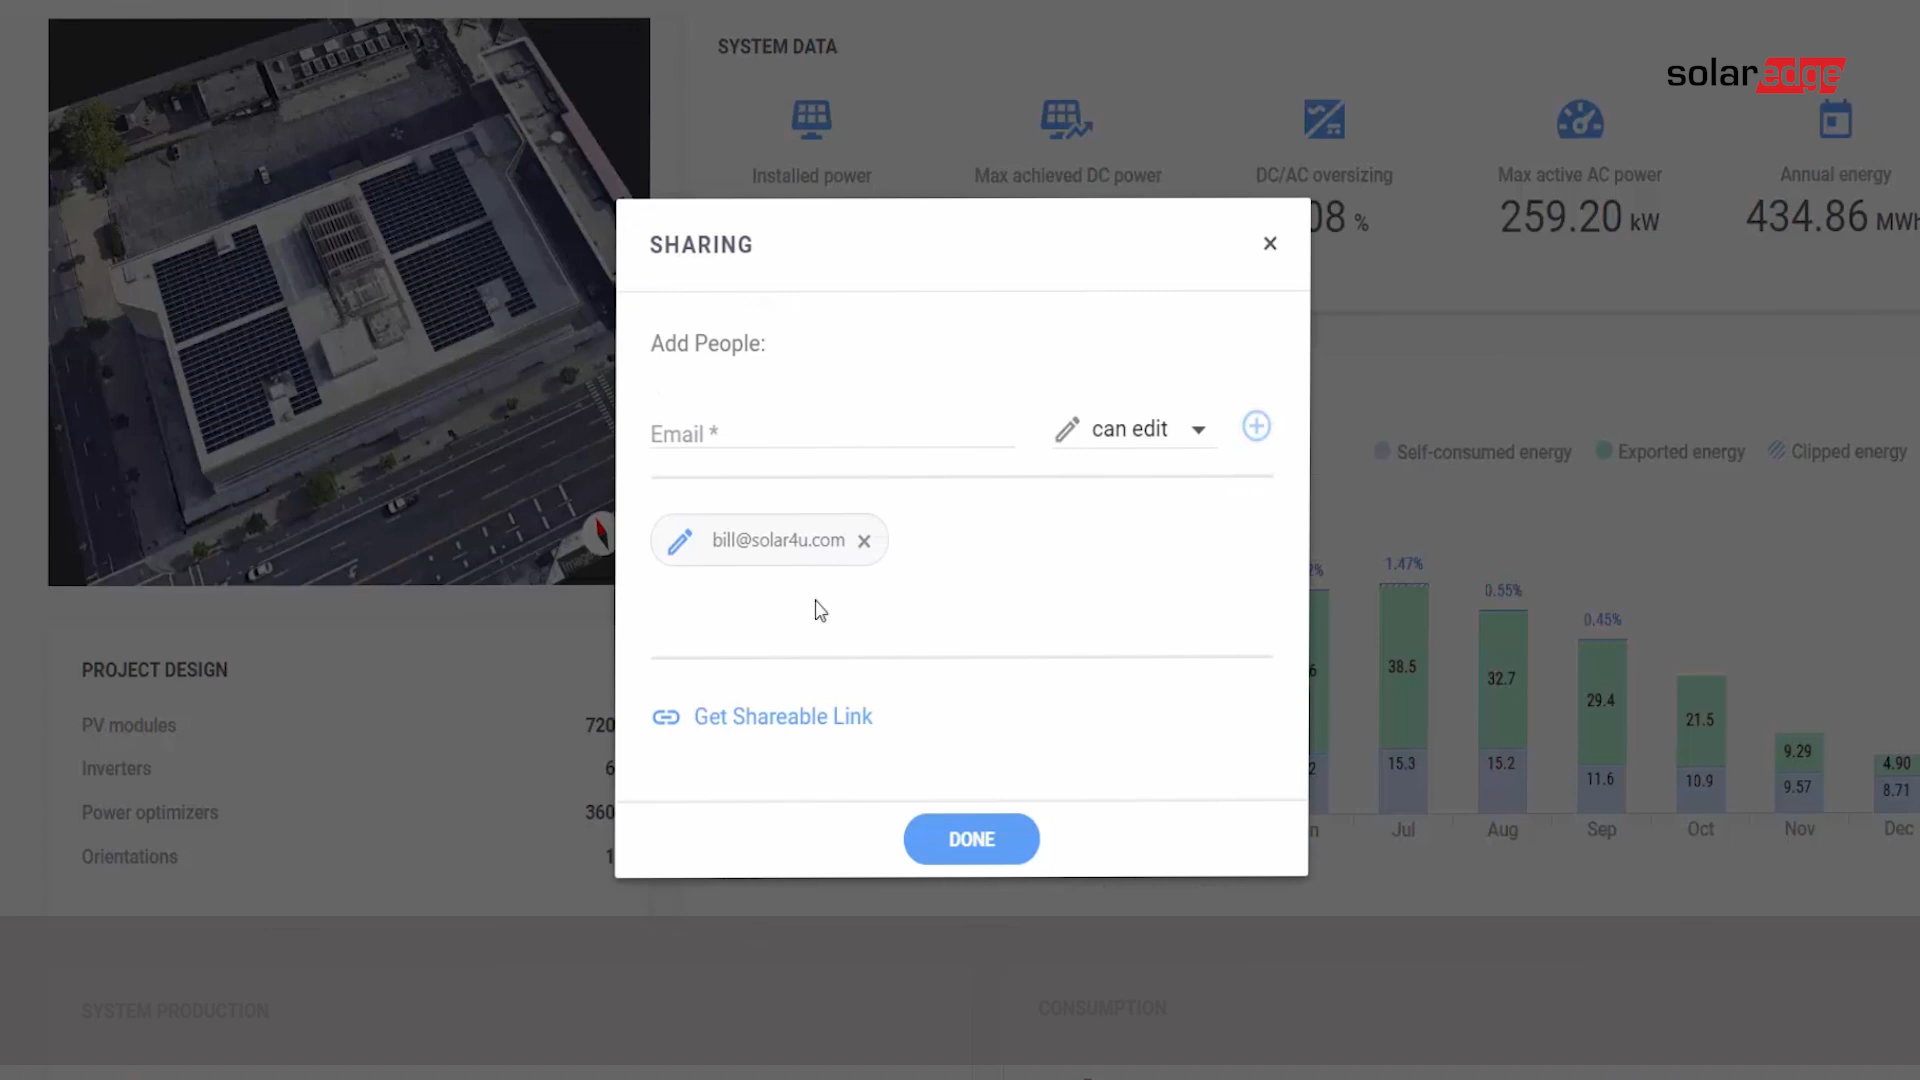 SYSTEM DATA
solaredge
Installed power
Max achieved DC power
DC/AC oversizing
08 %
Max active AC power
259.20 kW
Annual energy
434.86 MWh
SHARING
×
Add People:
Email *
can edit
bill@solar4u.com ×
Get Shareable Link
DONE
PROJECT DESIGN
PV modules 720
Inverters 6
Power optimizers 360
Orientations 1
Self-consumed energy Exported energy Clipped energy
1.47% 0.55% 0.45%
38.5 32.7 29.4 21.5 9.29 4.90
15.3 15.2 11.6 10.9 9.57 8.71
Jul Aug Sep Oct Nov Dec
SYSTEM PRODUCTION
CONSUMPTION